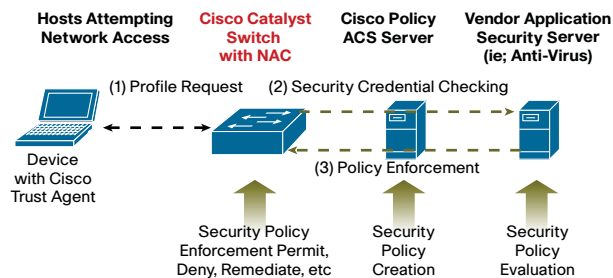 Hosts Attempting
Network Access
Cisco Catalyst
Switch
with NAC
Cisco Policy
ACS Server
Vendor Application
Security Server
(ie; Anti-Virus)
(1) Profile Request
(2) Security Credential Checking
(3) Policy Enforcement
Device
with Cisco
Trust Agent
Security Policy
Enforcement Permit,
Deny, Remediate, etc
Security
Policy
Creation
Security
Policy
Evaluation